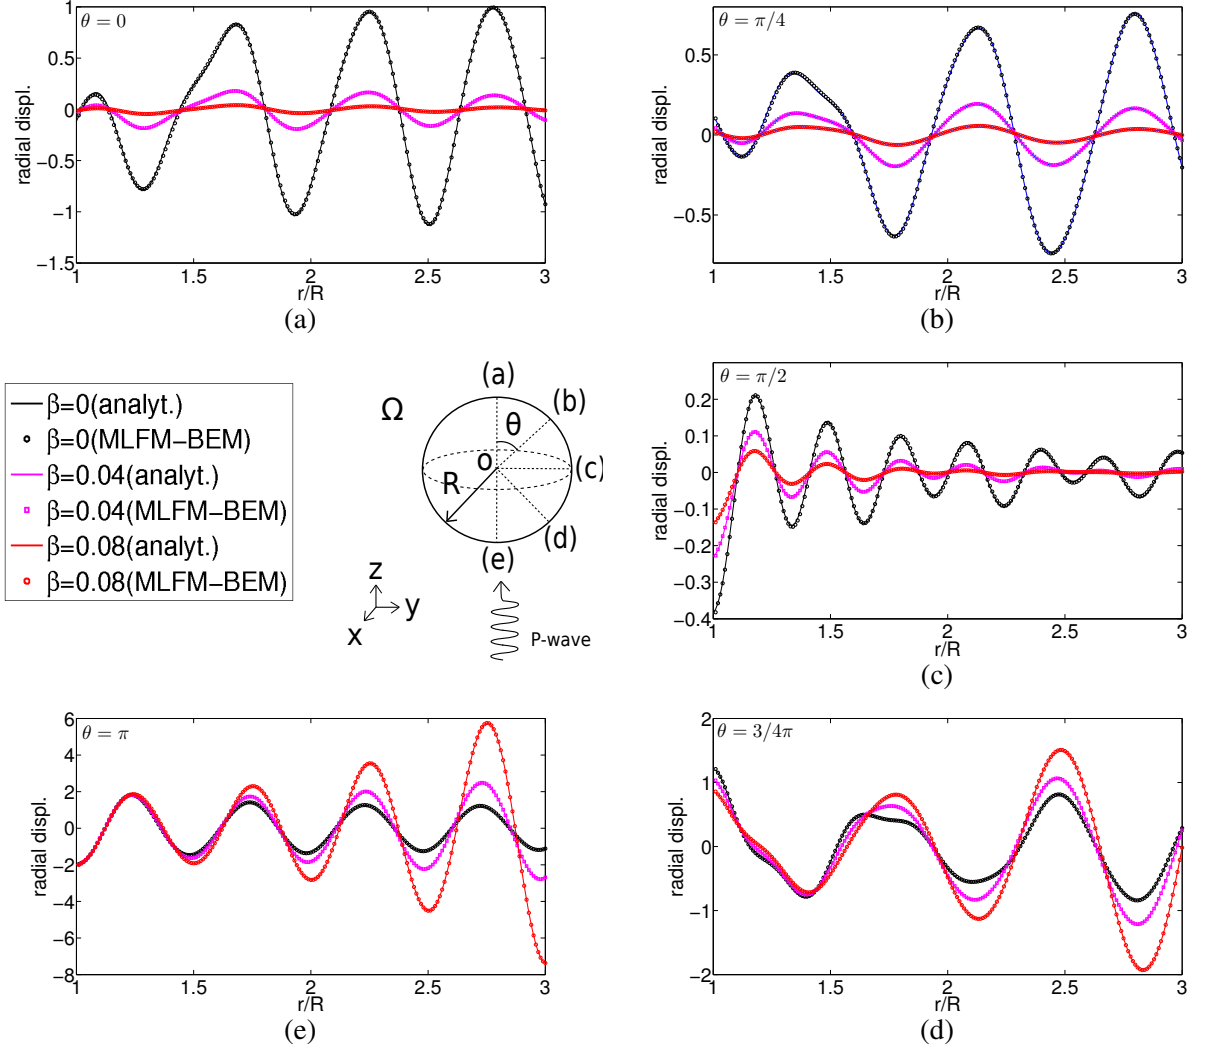 θ = 0
1
0.5
0
−0.5
−1
−1.5
radial displ.
1
1.5
2
2.5
3
r/R
(a)
θ = π/4
0.5
0
−0.5
radial displ.
1
1.5
2
2.5
3
r/R
(b)
β=0(analyt.)
β=0(MLFM−BEM)
β=0.04(analyt.)
β=0.04(MLFM−BEM)
β=0.08(analyt.)
β=0.08(MLFM−BEM)
Ω
(a)
(b)
θ
o
(c)
R
(d)
(e)
z
y
x
P-wave
θ = π/2
0.2
0.1
0
−0.1
−0.2
−0.3
−0.4
radial displ.
1
1.5
2
2.5
3
r/R
(c)
θ = π
6
4
2
0
−2
−4
−6
−8
radial displ.
1
1.5
2
2.5
3
r/R
(e)
θ = 3/4π
2
1
0
−1
−2
radial displ.
1
1.5
2
2.5
3
r/R
(d)